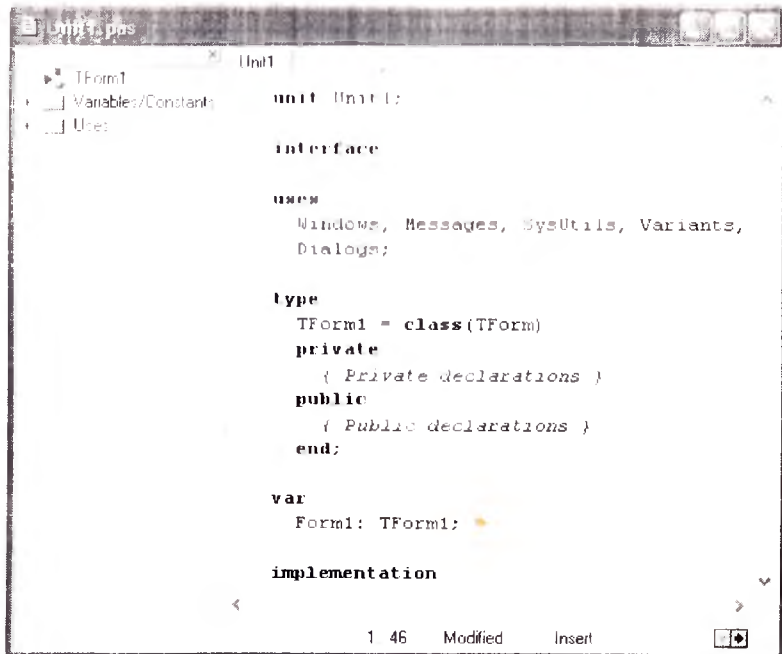 Unit1.pas
TForm1
Variables/Constants
Uses
Unit1
unit Unit1;
interface
uses
Windows, Messages, SysUtils, Variants,
Dialogs;
type
TForm1 = class(TForm)
private
{ Private declarations }
public
{ Public declarations }
end;
var
Form1: TForm1;
implementation
1 46 Modified Insert